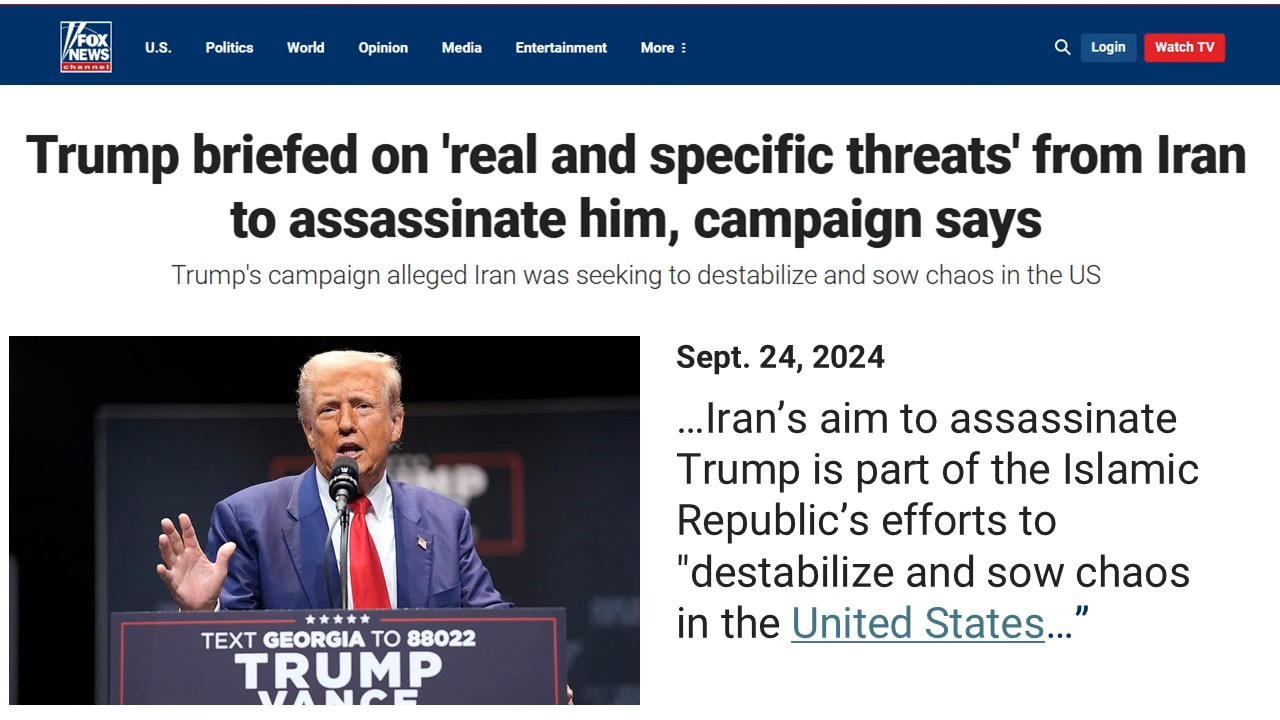 FOX
NEWS
channel
U.S. Politics World Opinion Media Entertainment More
Login Watch TV
Trump briefed on 'real and specific threats' from Iran
to assassinate him, campaign says
Trump's campaign alleged Iran was seeking to destabilize and sow chaos in the US
Sept. 24, 2024
…Iran’s aim to assassinate
Trump is part of the Islamic
Republic’s efforts to
"destabilize and sow chaos
in the United States…”
TEXT GEORGIA TO 88022
TRUMP
VANCE